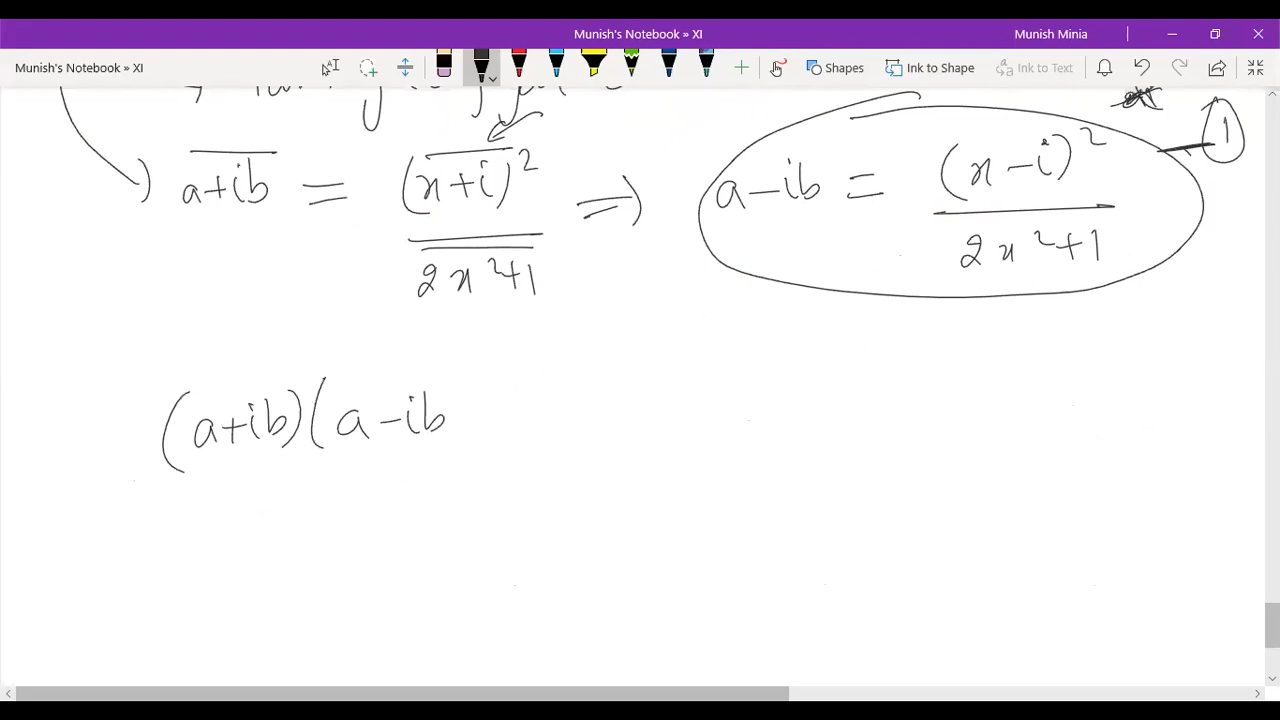 Munish's Notebook » XI
Munish Minia
Munish's Notebook » XI
Shapes
Ink to Shape
Ink to Text
) a+ib = (x+i)² / 2x²+1 => a-ib = (x-i)² / 2x²+1 - 1
(a+ib)(a-ib